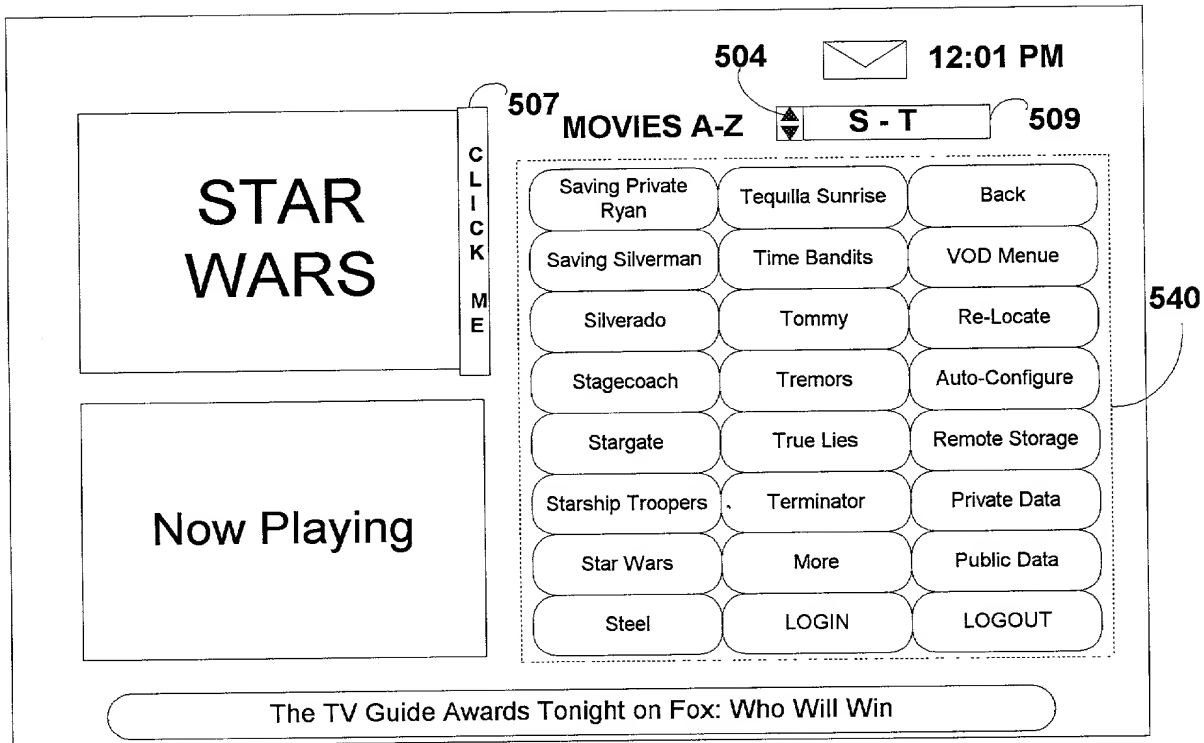 504
12:01 PM
507
MOVIES A-Z
S - T
509
STAR
WARS
CLICK ME
Saving Private
Ryan
Tequilla Sunrise
Back
Saving Silverman
Time Bandits
VOD Menue
540
Silverado
Tommy
Re-Locate
Stagecoach
Tremors
Auto-Configure
Stargate
True Lies
Remote Storage
Now Playing
Starship Troopers
Terminator
Private Data
Star Wars
More
Public Data
Steel
LOGIN
LOGOUT
The TV Guide Awards Tonight on Fox: Who Will Win